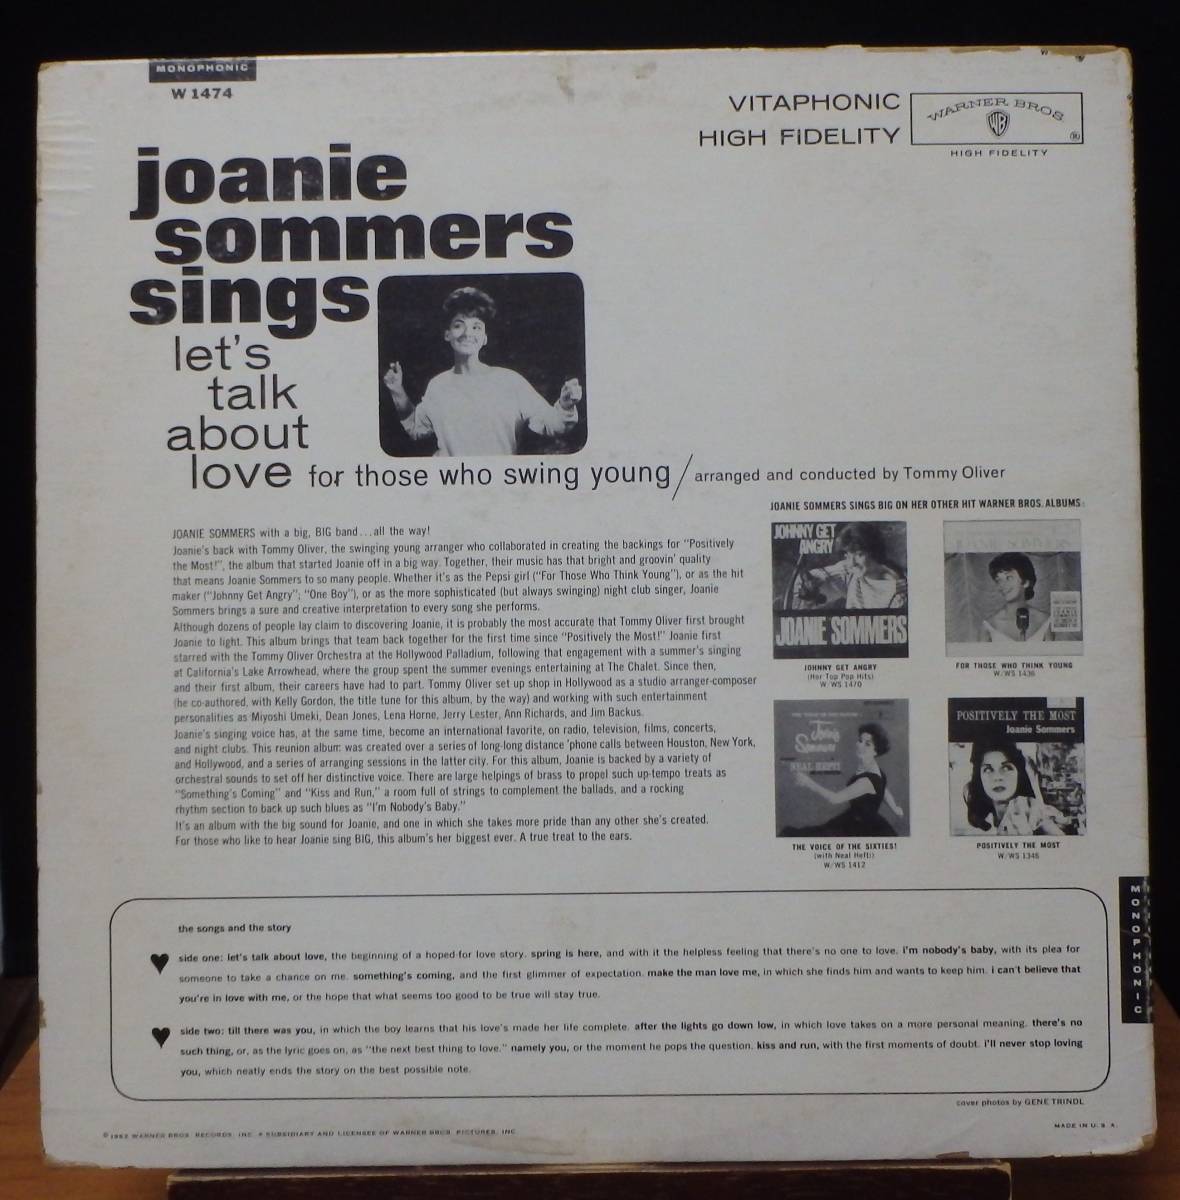 MONOPHONIC
W 1474
VITAPHONIC
HIGH FIDELITY
WARNER BROS
WB
®
HIGH FIDELITY
joanie
sommers
sings
let's
talk
about
love for those who swing young / arranged and conducted by Tommy Oliver
JOANIE SOMMERS with a big, BIG band...all the way!
Joanie's back with Tommy Oliver, the swinging young arranger who collaborated in creating the backings for "Positively
the Most!", the album that started Joanie off in a big way. Together, their music has that bright and groovin' quality
that means Joanie Sommers to so many people. Whether it's as the Pepsi girl ("For Those Who Think Young"), or as the hit
maker ("Johnny Get Angry"; "One Boy"), or as the more sophisticated (but always swinging) night club singer, Joanie
Sommers brings a sure and creative interpretation to every song she performs.
Although dozens of people lay claim to discovering Joanie, it is probably the most accurate that Tommy Oliver first brought
Joanie to light. This album brings that team back together for the first time since "Positively the Most!" Joanie first
starred with the Tommy Oliver Orchestra at the Hollywood Palladium, following that engagement with a summer's singing
at California's Lake Arrowhead, where the group spent the summer evenings entertaining at The Chalet. Since then,
and their first album, their careers have had to part. Tommy Oliver set up shop in Hollywood as a studio arranger-composer
(he co-authored, with Kelly Gordon, the title tune for this album, by the way) and working with such entertainment
personalities as Miyoshi Umeki, Dean Jones, Lena Horne, Jerry Lester, Ann Richards, and Jim Backus.
Joanie's singing voice has, at the same time, become an international favorite, on radio, television, films, concerts,
and night clubs. This reunion album was created over a series of long-long distance 'phone calls between Houston, New York,
and Hollywood, and a series of arranging sessions in the latter city. For this album, Joanie is backed by a variety of
orchestral sounds to set off her distinctive voice. There are large helpings of brass to propel such up-tempo treats as
"Something's Coming" and "Kiss and Run," a room full of strings to complement the ballads, and a rocking
rhythm section to back up such blues as "I'm Nobody's Baby."
It's an album with the big sound for Joanie, and one in which she takes more pride than any other she's created.
For those who like to hear Joanie sing BIG, this album's her biggest ever. A true treat to the ears.
JOANIE SOMMERS SINGS BIG ON HER OTHER HIT WARNER BROS. ALBUMS:
JOHNNY GET
ANGRY
JOANIE SOMMERS
JOHNNY GET ANGRY
(Her Top Pop Hits)
W/WS 1470
FOR THOSE WHO THINK YOUNG
W/WS 1436
Joanie
Sommers
NEAL HEFTI
THE VOICE OF THE SIXTIES!
(with Neal Hefti)
W/WS 1412
POSITIVELY THE MOST
Joanie Sommers
POSITIVELY THE MOST
W/WS 1346
MONOPHONIC
the songs and the story
♥ side one: let's talk about love, the beginning of a hoped-for love story. spring is here, and with it the helpless feeling that there's no one to love. i'm nobody's baby, with its plea for
someone to take a chance on me. something's coming, and the first glimmer of expectation. make the man love me, in which she finds him and wants to keep him. i can't believe that
you're in love with me, or the hope that what seems too good to be true will stay true.
♥ side two: till there was you, in which the boy learns that his love's made her life complete. after the lights go down low, in which love takes on a more personal meaning. there's no
such thing, or, as the lyric goes on, as "the next best thing to love." namely you, or the moment he pops the question. kiss and run, with the first moments of doubt. i'll never stop loving
you, which neatly ends the story on the best possible note.
cover photos by GENE TRINDL
©1962 WARNER BROS. RECORDS, INC. A SUBSIDIARY AND LICENSEE OF WARNER BROS. PICTURES, INC.
MADE IN U.S.A.